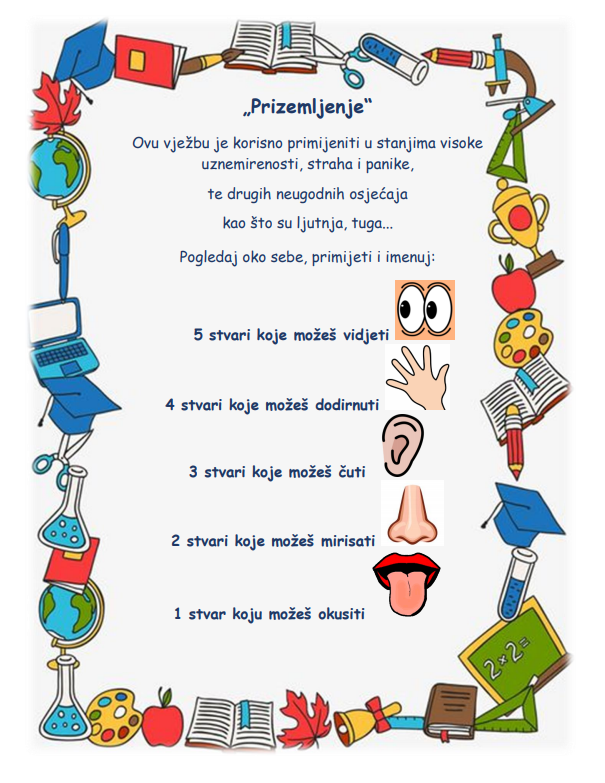 „Prizemljenje“
Ovu vježbu je korisno primijeniti u stanjima visoke
uznemirenosti, straha i panike,
te drugih neugodnih osjećaja
kao što su ljutnja, tuga...
Pogledaj oko sebe, primijeti i imenuj:
5 stvari koje možeš vidjeti
4 stvari koje možeš dodirnuti
3 stvari koje možeš čuti
2 stvari koje možeš mirisati
1 stvar koju možeš okusiti
2×2=